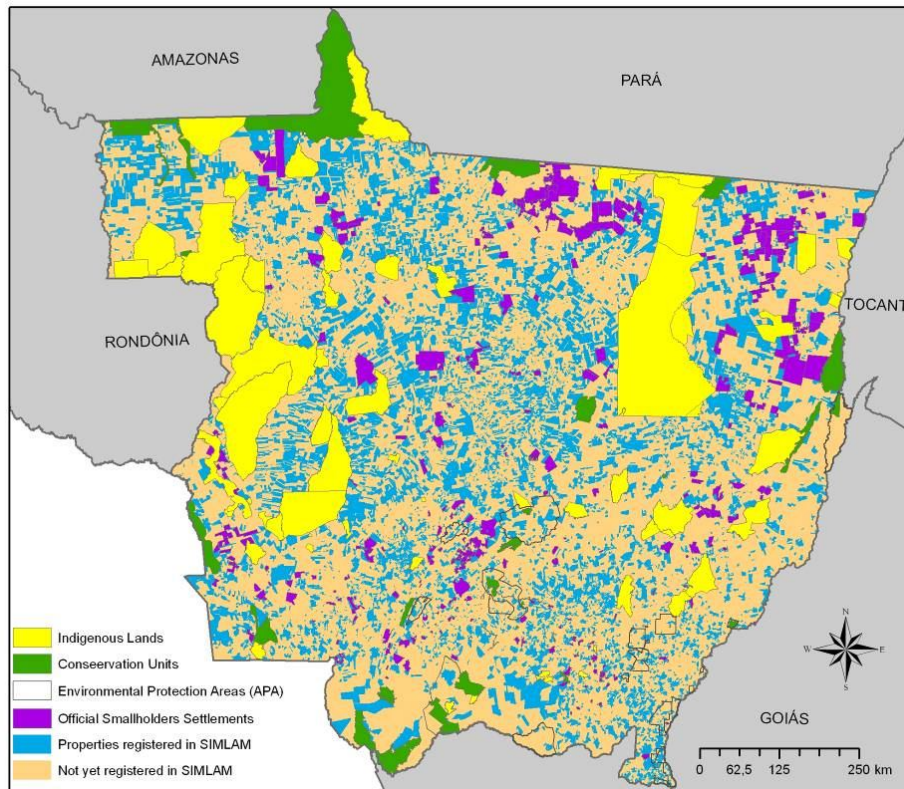 AMAZONAS
PARÁ
TOCANT
RONDÔNIA
GOIÁS
N
W
E
S
Indigenous Lands
Conseervation Units
Environmental Protection Areas (APA)
Official Smallholders Settlements
Properties registered in SIMLAM
Not yet registered in SIMLAM
0 62,5 125 250 km